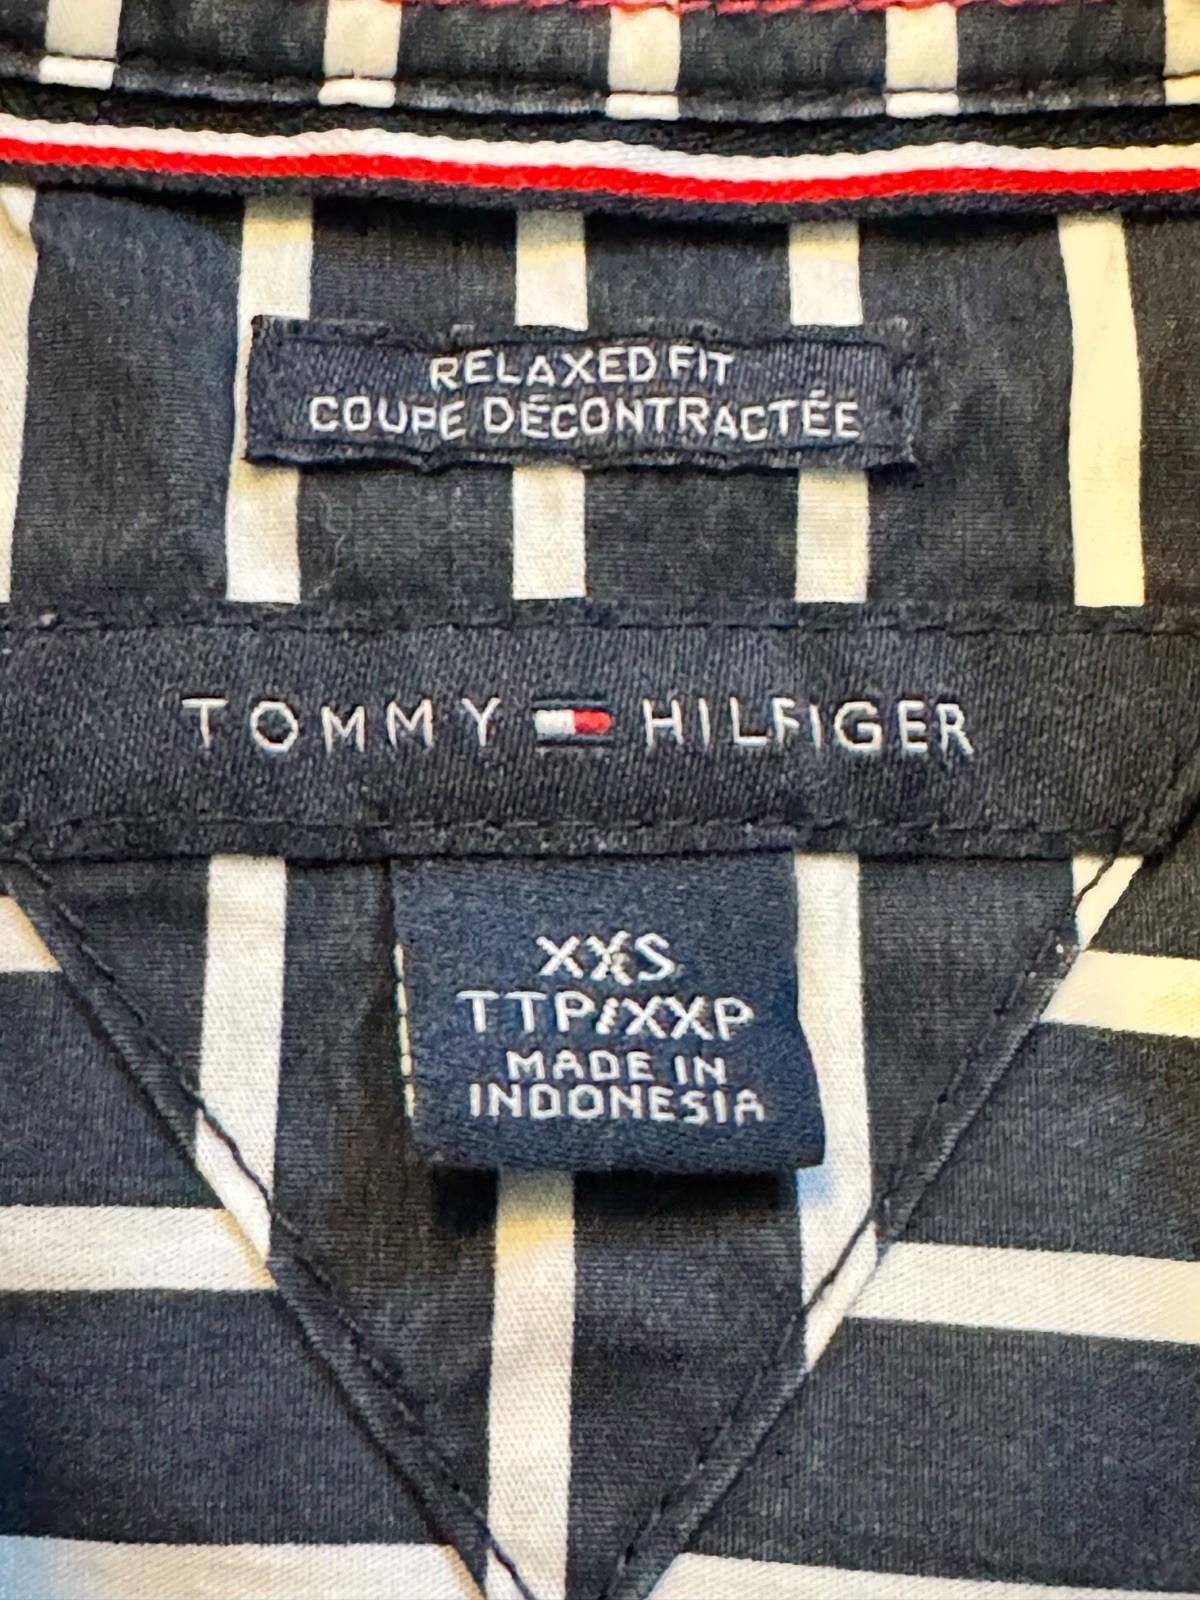 RELAXED FIT
COUPE DÉCONTRACTÉE
TOMMY HILFIGER
XXS
TTP/XXP
MADE IN
INDONESIA